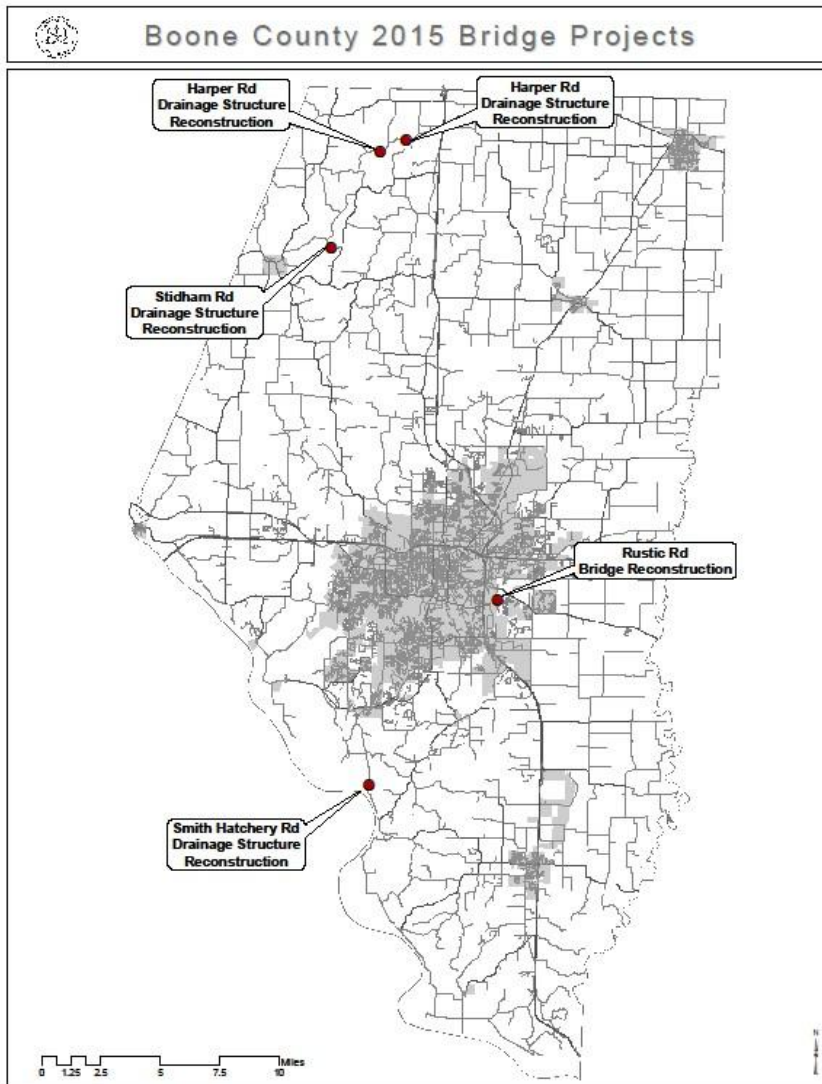 Boone County 2015 Bridge Projects
Harper Rd
Drainage Structure
Reconstruction
Harper Rd
Drainage Structure
Reconstruction
Stidham Rd
Drainage Structure
Reconstruction
Rustic Rd
Bridge Reconstruction
Smith Hatchery Rd
Drainage Structure
Reconstruction
Miles
0 1.25 2.5 5 7.5 10
N